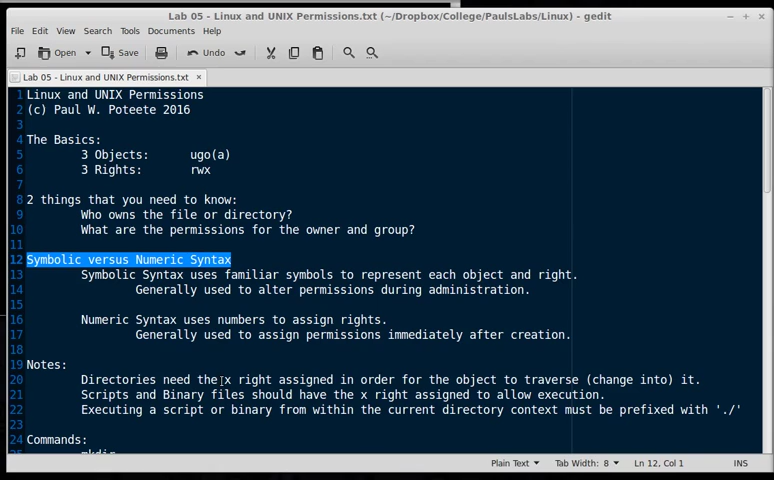 Lab 05 - Linux and UNIX Permissions.txt (~/Dropbox/College/PaulsLabs/Linux) - gedit
File Edit View Search Tools Documents Help
Open Save Undo
Lab 05 - Linux and UNIX Permissions.txt ×
1 Linux and UNIX Permissions
2 (c) Paul W. Poteete 2016
3
4 The Basics:
5 3 Objects: ugo(a)
6 3 Rights: rwx
7
8 2 things that you need to know:
9 Who owns the file or directory?
10 What are the permissions for the owner and group?
11
12 Symbolic versus Numeric Syntax
13 Symbolic Syntax uses familiar symbols to represent each object and right.
14 Generally used to alter permissions during administration.
15
16 Numeric Syntax uses numbers to assign rights.
17 Generally used to assign permissions immediately after creation.
18
19 Notes:
20 Directories need the x right assigned in order for the object to traverse (change into) it.
21 Scripts and Binary files should have the x right assigned to allow execution.
22 Executing a script or binary from within the current directory context must be prefixed with './'
23
24 Commands:
25 mkdir
Plain Text Tab Width: 8 Ln 12, Col 1 INS